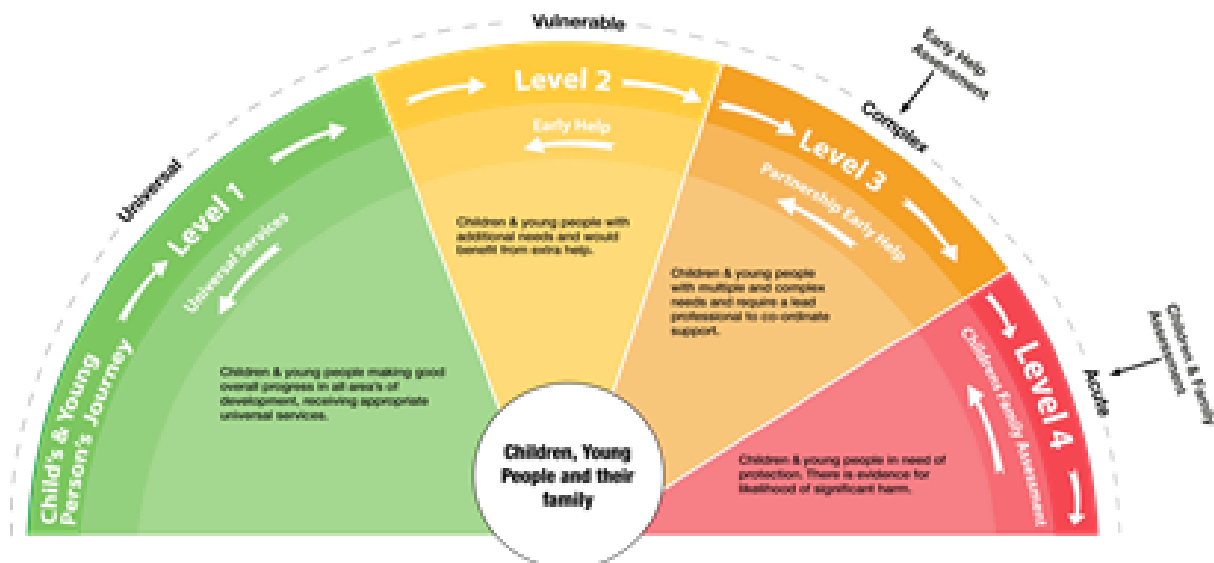 Vulnerable
Early Help
Assessment
Complex
Universal
Level 2
Early Help
Level 1
Universal Services
Level 3
Partnership Early Help
Children & young people with
additional needs and would
benefit from extra help.
Children & young people
with multiple and complex
needs and require a lead
professional to co-ordinate
support.
Children & Family
Assessment
Acute
Level 4
Childrens Family Assessment
Child's & Young
Person's Journey
Children & young people making good
overall progress in all area's of
development, receiving appropriate
universal services.
Children, Young
People and their
family
Children & young people in need of
protection. There is evidence for
likelihood of significant harm.